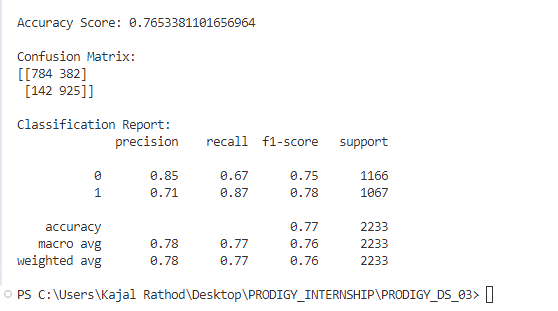 Accuracy Score: 0.7653381101656964
Confusion Matrix:
[[784 382]
 [142 925]]
Classification Report:
              precision    recall  f1-score   support
           0       0.85      0.67      0.75      1166
           1       0.71      0.87      0.78      1067
    accuracy                           0.77      2233
   macro avg       0.78      0.77      0.76      2233
weighted avg       0.78      0.77      0.76      2233
PS C:\Users\Kajal Rathod\Desktop\PRODIGY_INTERNSHIP\PRODIGY_DS_03>